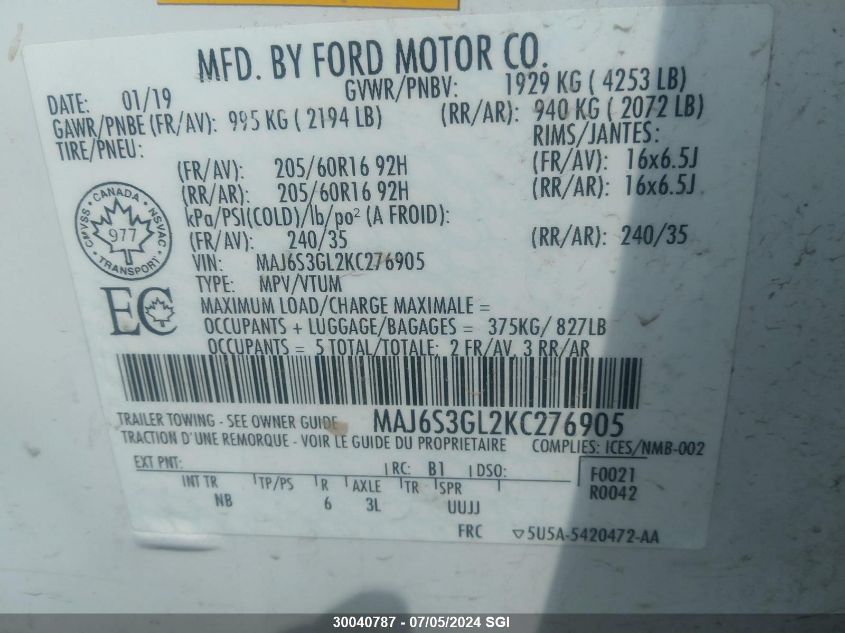 MFD. BY FORD MOTOR CO.
DATE: 01/19 GVWR/PNBV: 1929 KG ( 4253 LB)
GAWR/PNBE (FR/AV): 995 KG ( 2194 LB) (RR/AR): 940 KG ( 2072 LB)
TIRE/PNEU: RIMS/JANTES:
(FR/AV): 205/60R16 92H (FR/AV): 16x6.5J
(RR/AR): 205/60R16 92H (RR/AR): 16x6.5J
kPa/PSI(COLD)/lb/po² (A FROID):
(FR/AV): 240/35 (RR/AR): 240/35
VIN: MAJ6S3GL2KC276905
TYPE: MPV/VTUM
CANADA
CMVSS NSVAC
977
TRANSPORT
EC
MAXIMUM LOAD/CHARGE MAXIMALE =
OCCUPANTS + LUGGAGE/BAGAGES = 375KG/ 827LB
OCCUPANTS = 5 TOTAL/TOTALE: 2 FR/AV, 3 RR/AR
TRAILER TOWING - SEE OWNER GUIDE MAJ6S3GL2KC276905
TRACTION D'UNE REMORQUE - VOIR LE GUIDE DU PROPRIETAIRE COMPLIES: ICES/NMB-002
EXT PNT: RC: B1 DSO: F0021
INT TR TP/PS R AXLE TR SPR R0042
NB 6 3L UUJJ
FRC ▽5U5A-5420472-AA
30040787 - 07/05/2024 SGI